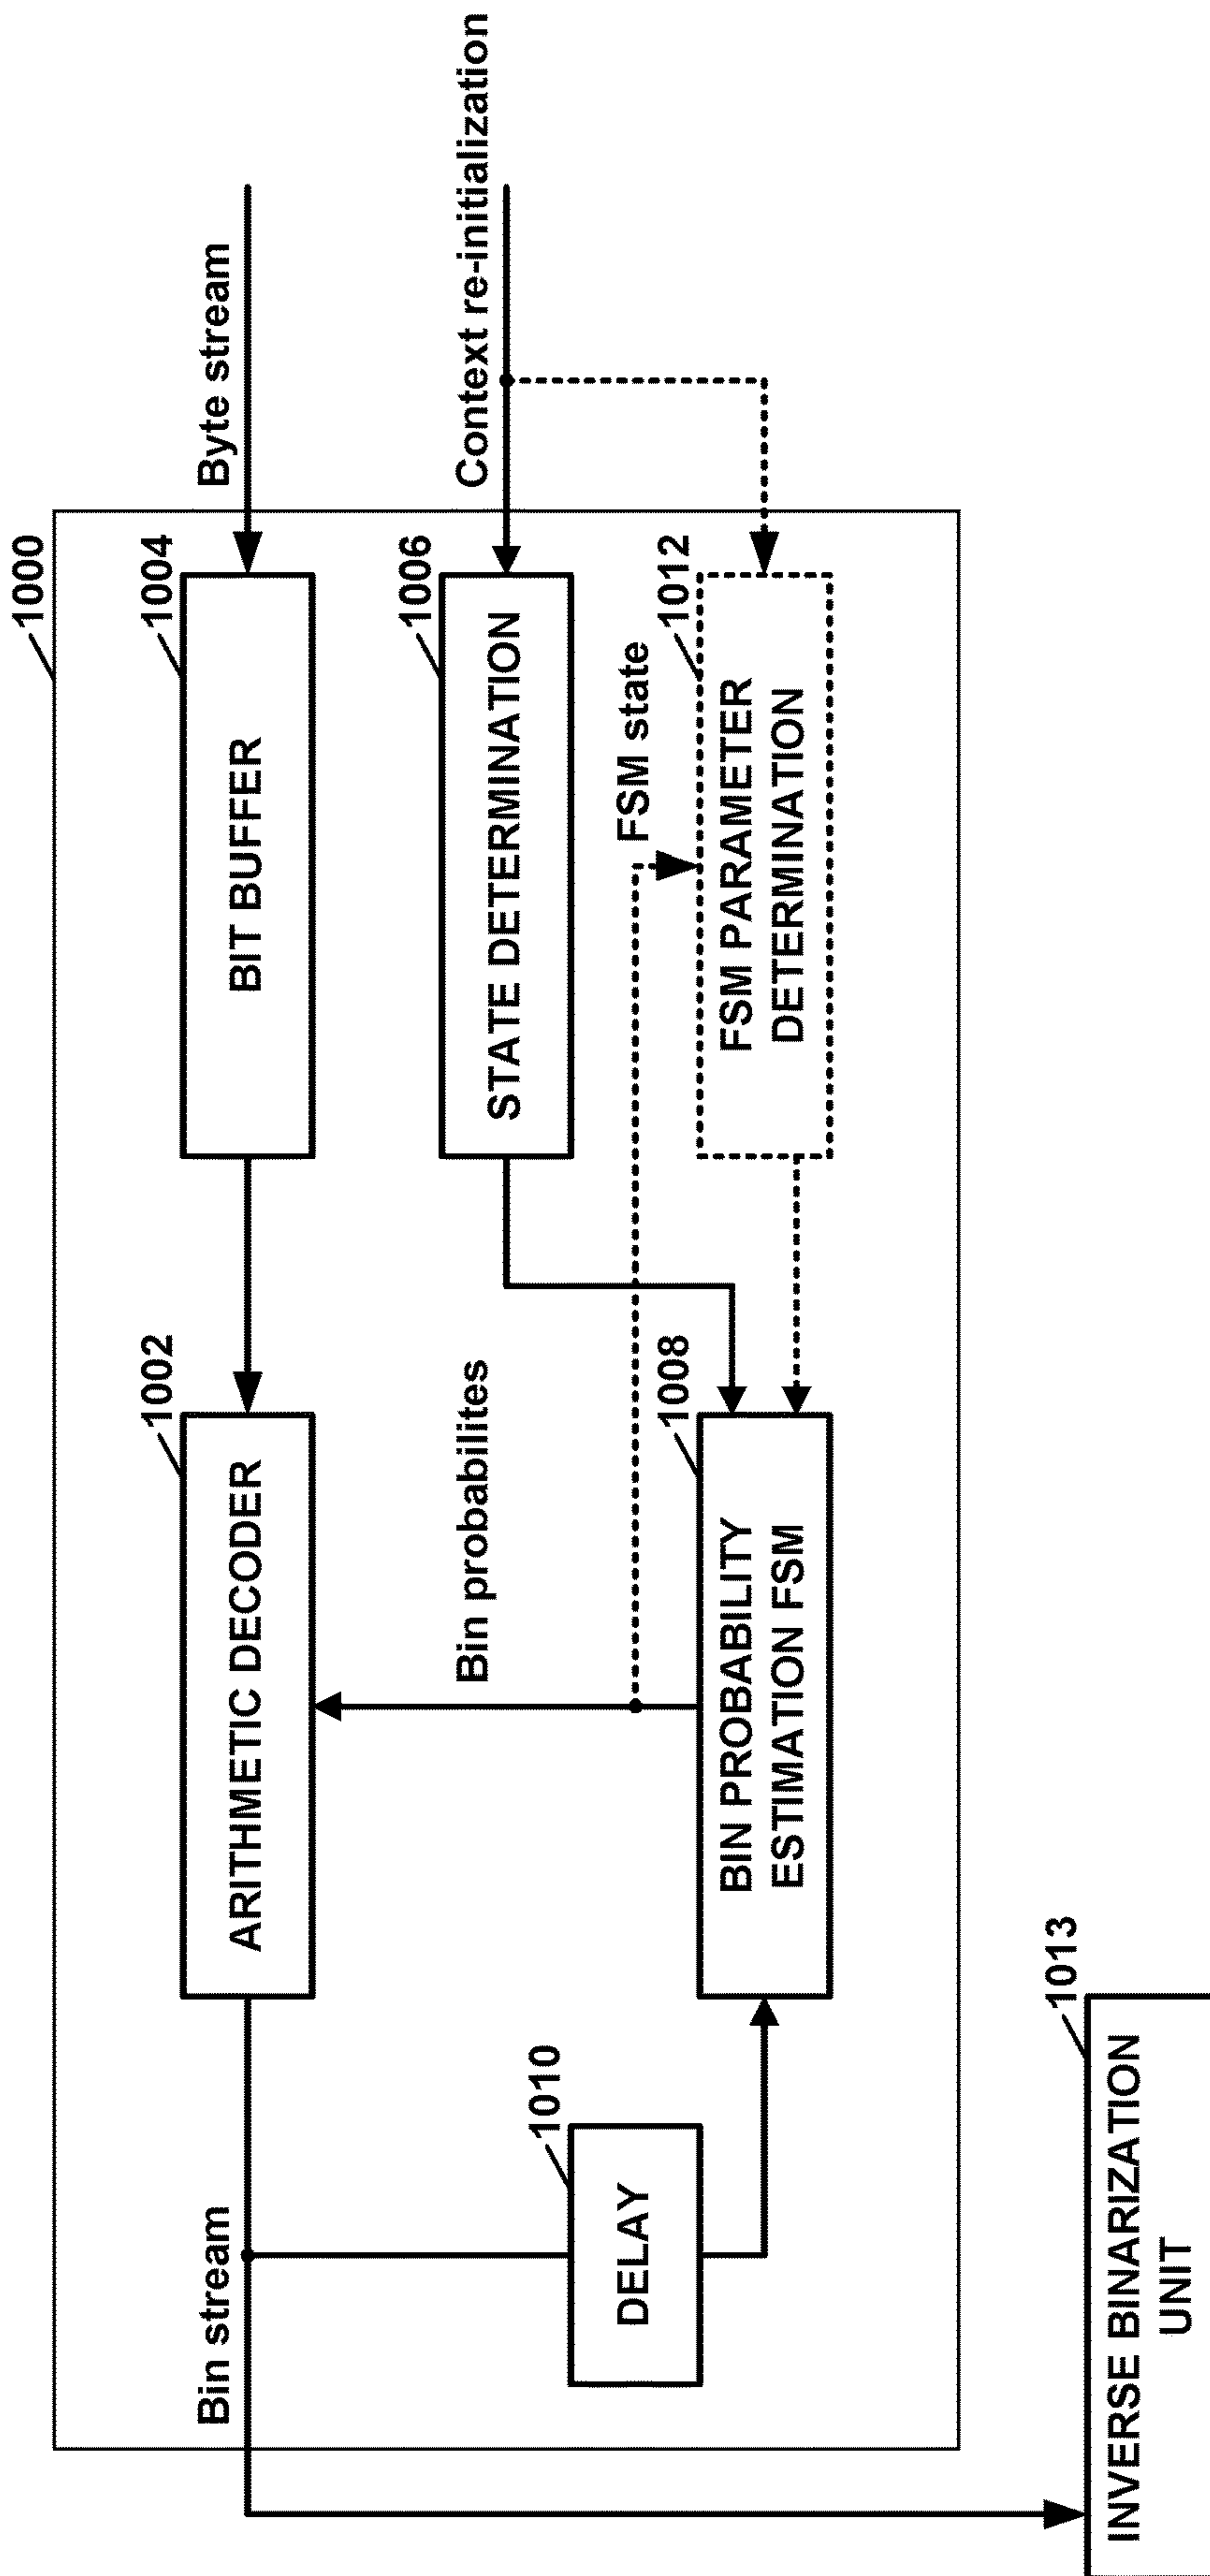 1000
Bin stream
Byte stream
1002
1004
ARITHMETIC DECODER
BIT BUFFER
Bin probabilites
Context re-initialization
1006
STATE DETERMINATION
1010
DELAY
FSM state
1008
BIN PROBABILITY
ESTIMATION FSM
1012
FSM PARAMETER
DETERMINATION
1013
INVERSE BINARIZATION
UNIT